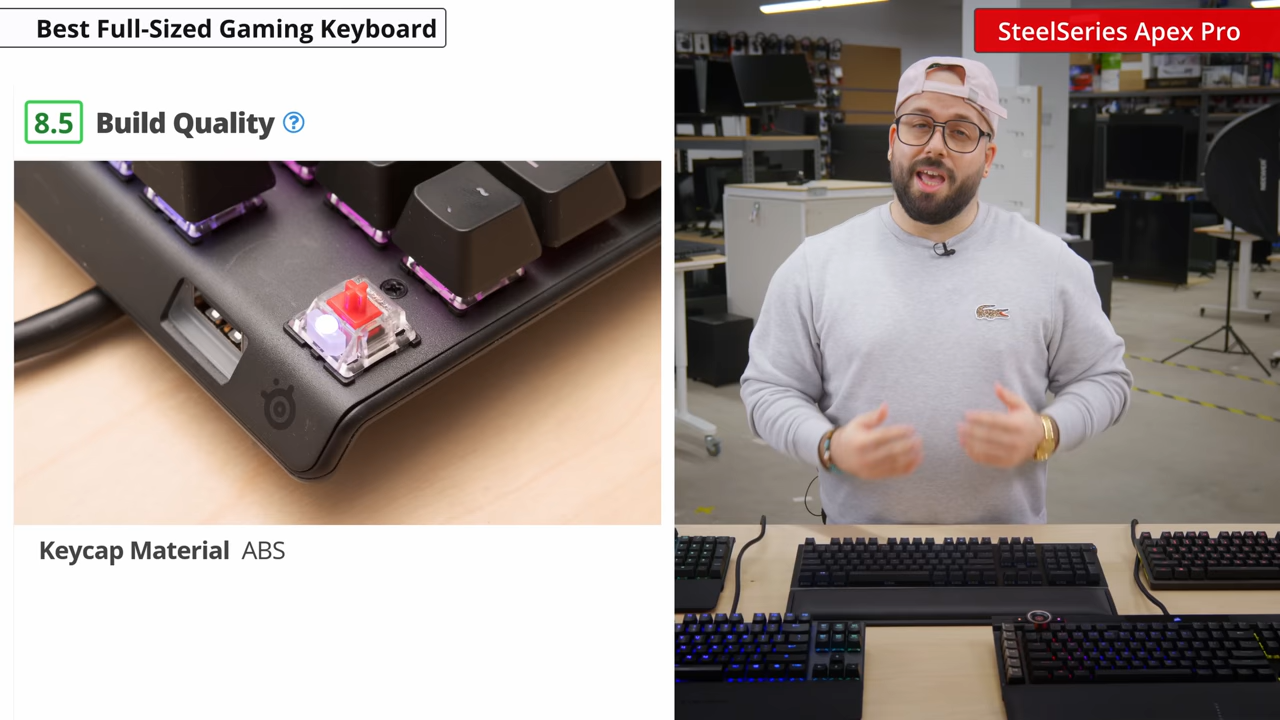 Best Full-Sized Gaming Keyboard
SteelSeries Apex Pro
8.5 Build Quality ?
Keycap Material ABS